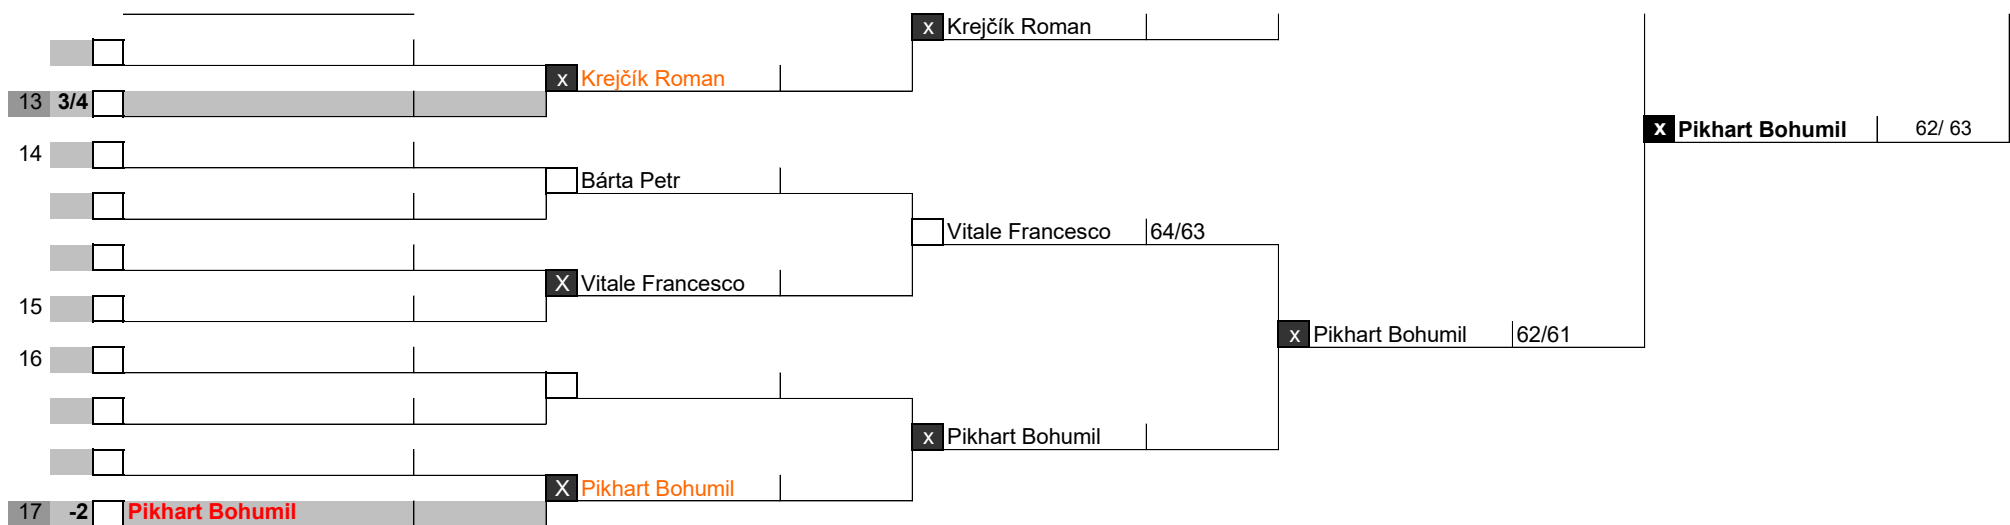 x Krejčík Roman
x Krejčík Roman
13 3/4
x Pikhart Bohumil 62/ 63
14
Bárta Petr
Vitale Francesco 64/63
X Vitale Francesco
15
x Pikhart Bohumil 62/61
16
x Pikhart Bohumil
X Pikhart Bohumil
17 -2 Pikhart Bohumil